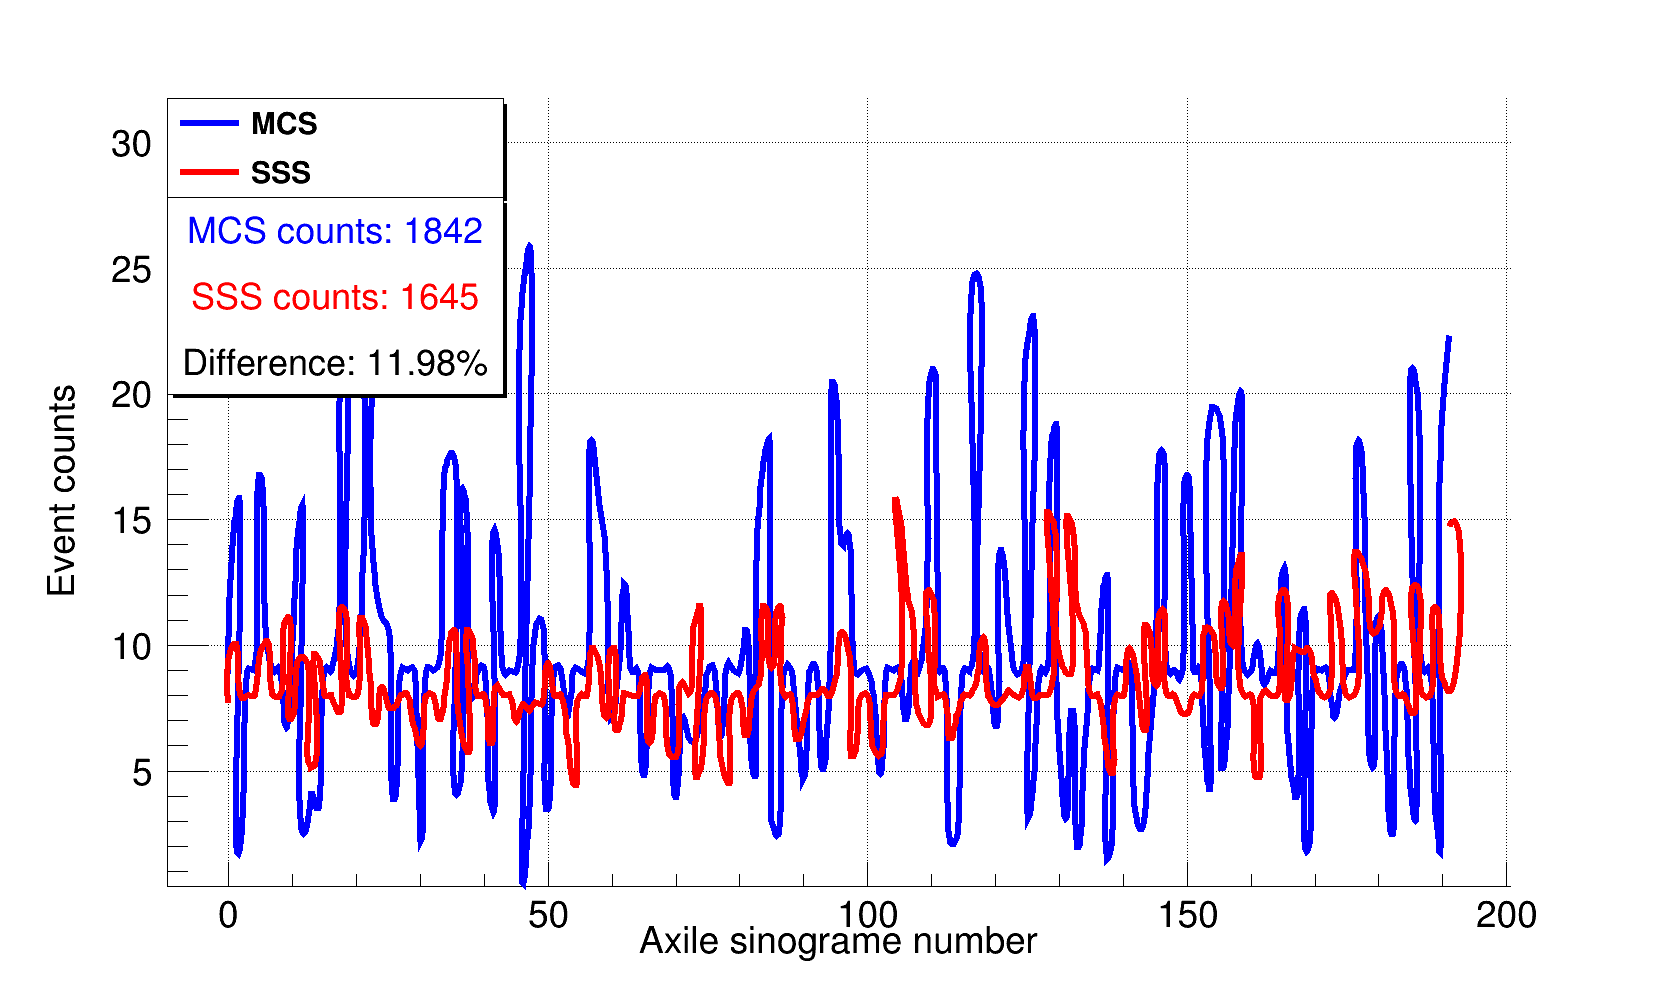 MCS
SSS
MCS counts: 1842
SSS counts: 1645
Difference: 11.98%
Event counts
30
25
20
15
10
5
0 50 100 150 200
Axile sinograme number